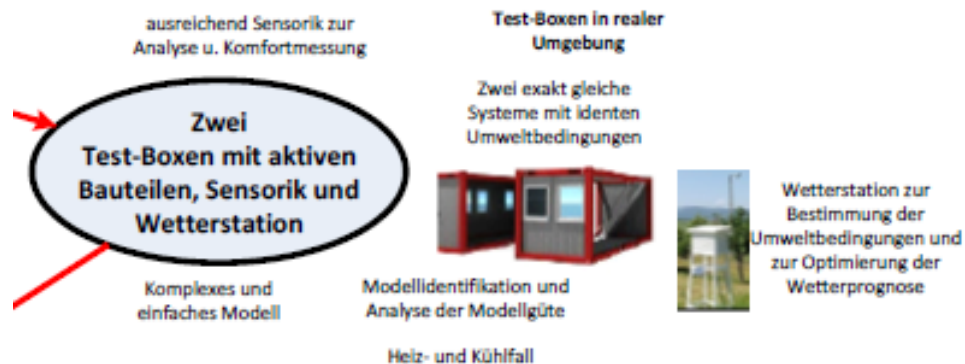 ausreichend Sensorik zur
Analyse u. Komfortmessung
Zwei
Test-Boxen mit aktiven
Bauteilen, Sensorik und
Wetterstation
Komplexes und
einfaches Modell
Test-Boxen in realer
Umgebung
Zwei exakt gleiche
Systeme mit identen
Umweltbedingungen
Modellidentifikation und
Analyse der Modellgüte
Heiz- und Kühlfall
Wetterstation zur
Bestimmung der
Umweltbedingungen und
zur Optimierung der
Wetterprognose